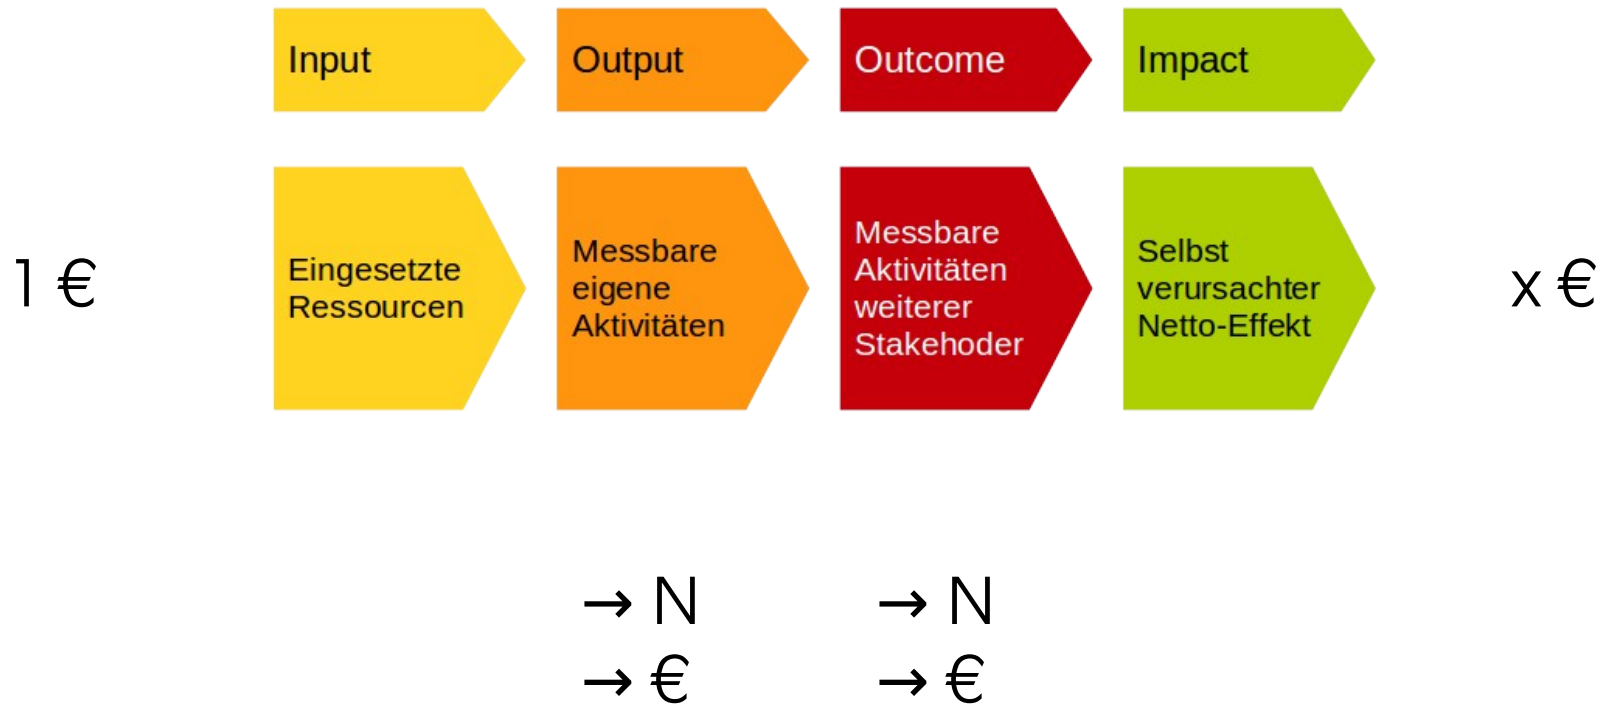 Input
Output
Outcome
Impact
1 €
Eingesetzte
Ressourcen
Messbare
eigene
Aktivitäten
Messbare
Aktivitäten
weiterer
Stakehoder
Selbst
verursachter
Netto-Effekt
x €
→ N
→ €
→ N
→ €